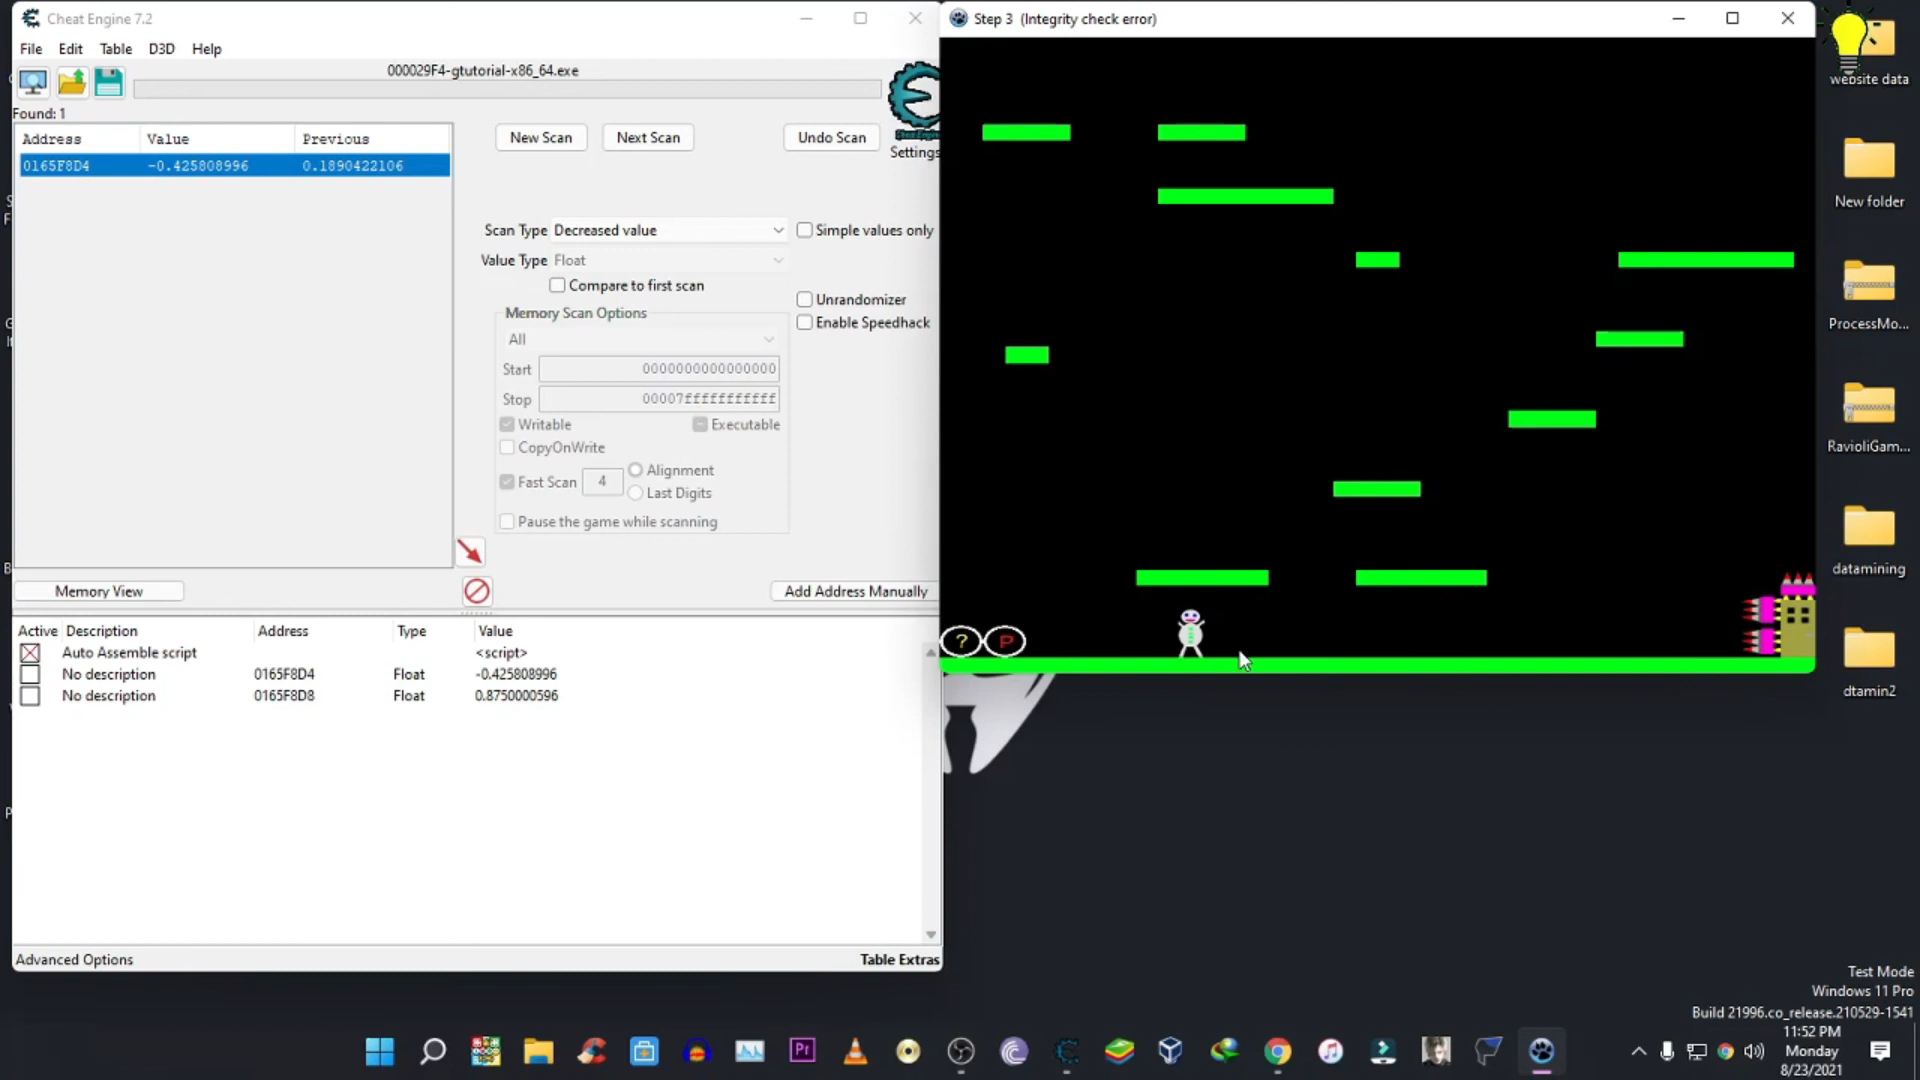 Cheat Engine 7.2
File Edit Table D3D Help
000029F4-gtutorial-x86_64.exe
Found: 1
Address Value Previous
0165F8D4 -0.425808996 0.1890422106
New Scan Next Scan Undo Scan
Settings
Scan Type Decreased value Simple values only
Value Type Float
Compare to first scan
Memory Scan Options
All
Unrandomizer
Enable Speedhack
Start 0000000000000000
Stop 00007fffffffffff
Writable Executable
CopyOnWrite
Fast Scan 4 Alignment
Last Digits
Pause the game while scanning
Memory View Add Address Manually
Active Description Address Type Value
Auto Assemble script <script>
No description 0165F8D4 Float -0.425808996
No description 0165F8D8 Float 0.8750000596
Advanced Options Table Extras
Step 3 (Integrity check error)
? P
website data
New folder
ProcessMo...
RavioliGam...
datamining
dtamin2
Test Mode
Windows 11 Pro
Build 21996.co_release.210529-1541
Pr
11:52 PM
Monday
8/23/2021